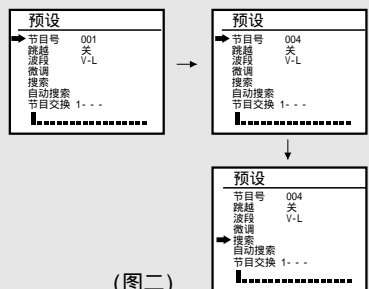 预设
节目号 001
跳越 关
波段 V-L
微调
搜索
自动搜索
节目交换 1- - -
预设
节目号 004
跳越 关
波段 V-L
微调
搜索
自动搜索
节目交换 1- - -
预设
节目号 004
跳越 关
波段 V-L
微调
搜索
自动搜索
节目交换 1- - -
(图二)